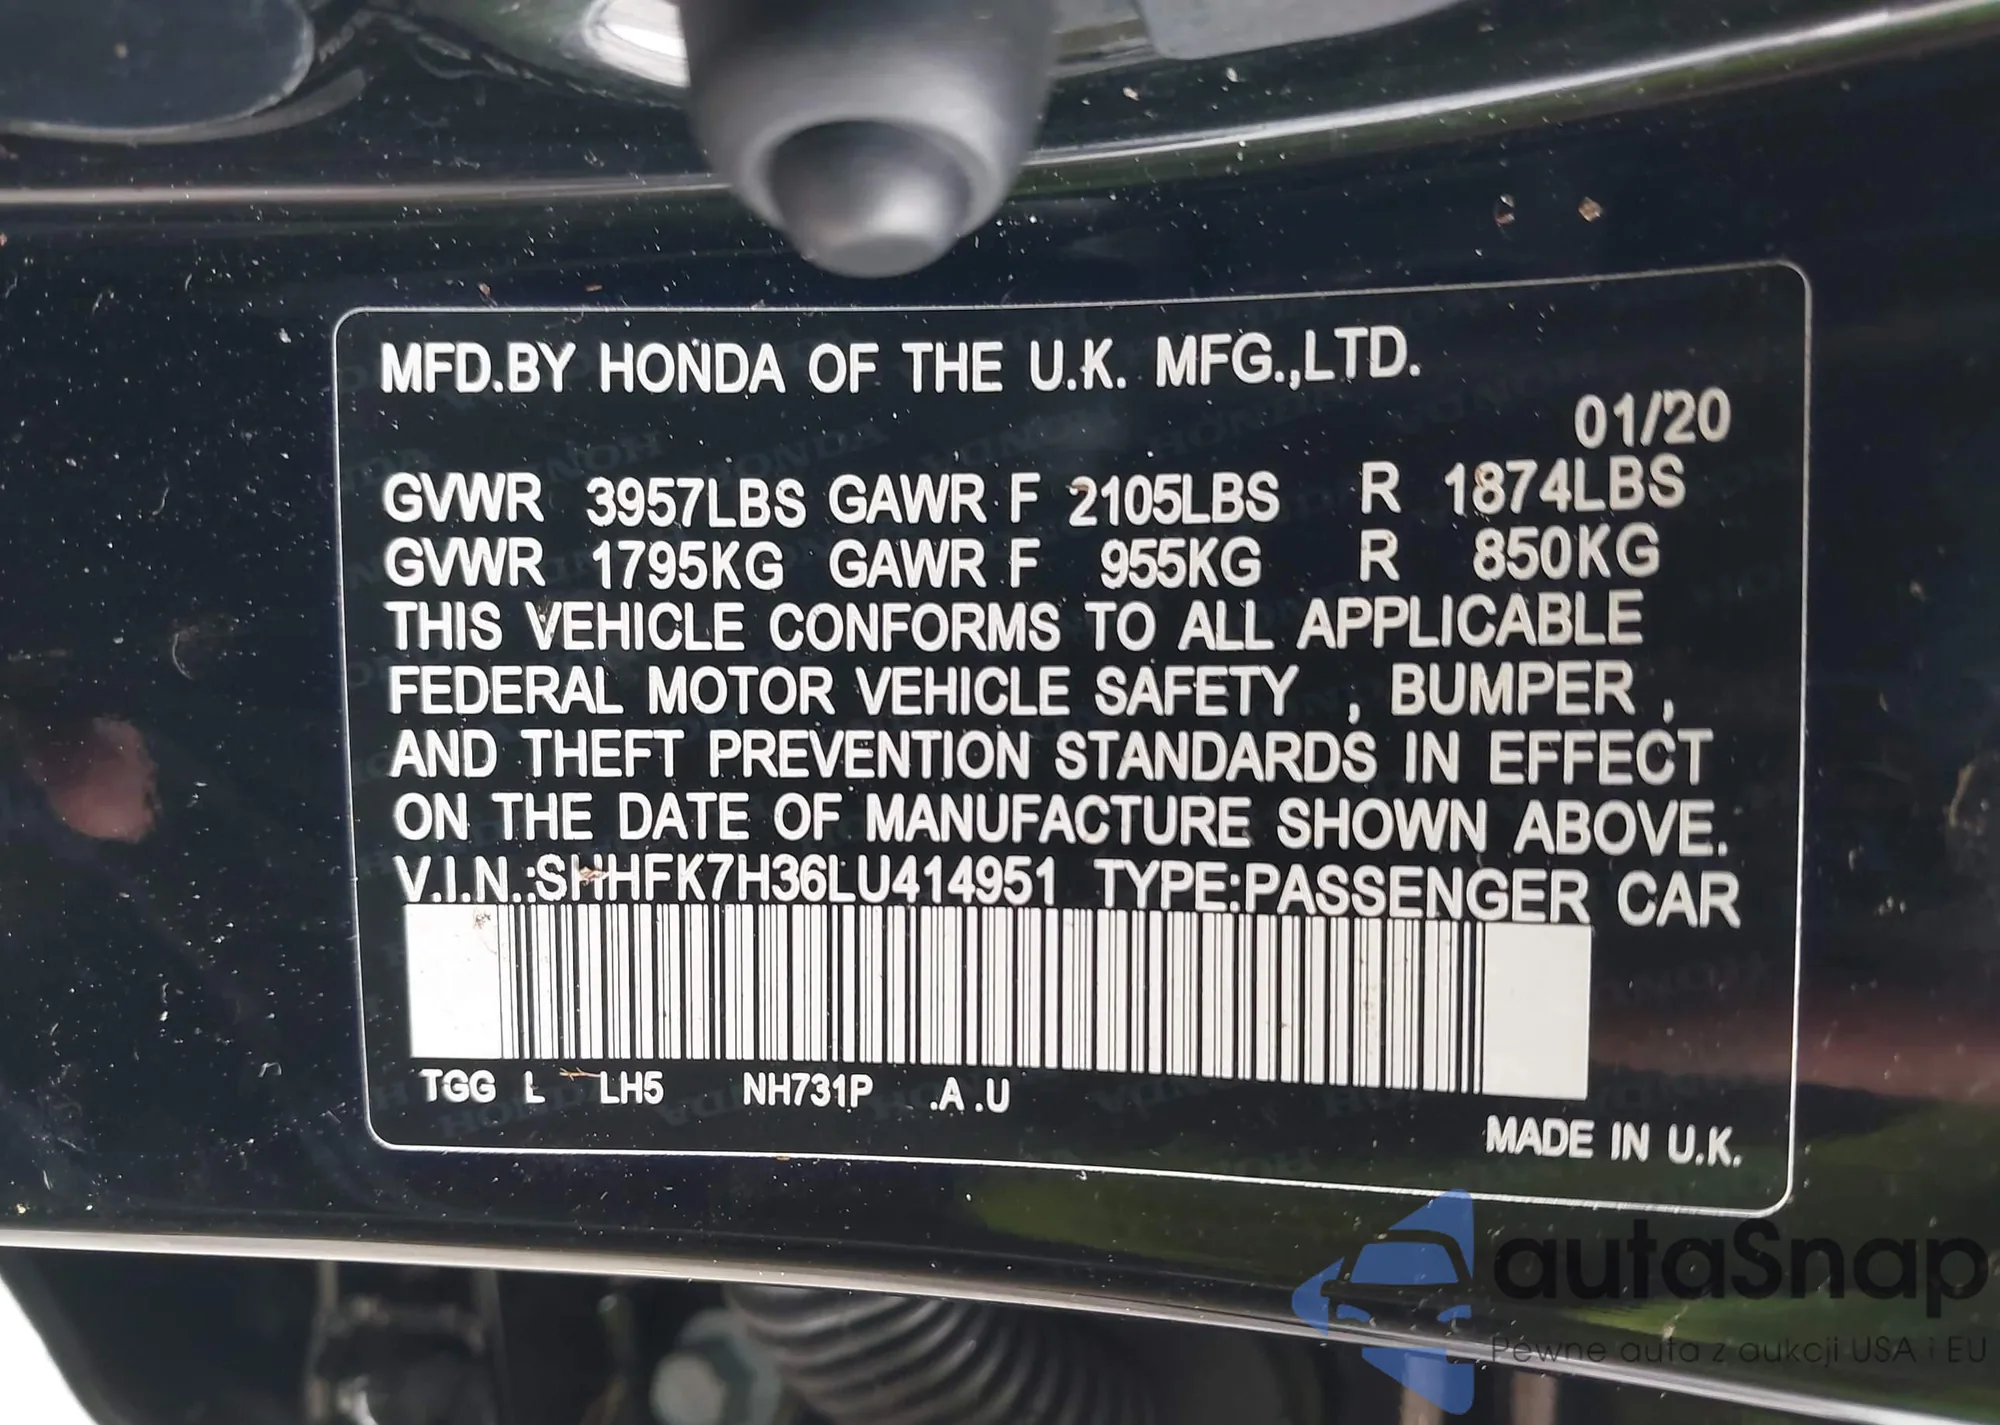 MFD.BY HONDA OF THE U.K. MFG.,LTD.
01/20
GVWR 3957LBS GAWR F 2105LBS R 1874LBS
GVWR 1795KG GAWR F 955KG R 850KG
THIS VEHICLE CONFORMS TO ALL APPLICABLE
FEDERAL MOTOR VEHICLE SAFETY , BUMPER ,
AND THEFT PREVENTION STANDARDS IN EFFECT
ON THE DATE OF MANUFACTURE SHOWN ABOVE.
V.I.N.:SHHFK7H36LU414951 TYPE:PASSENGER CAR
TGG L LH5 NH731P .A .U
MADE IN U.K.
autaSnap
Pewne auta z aukcji USA i EU